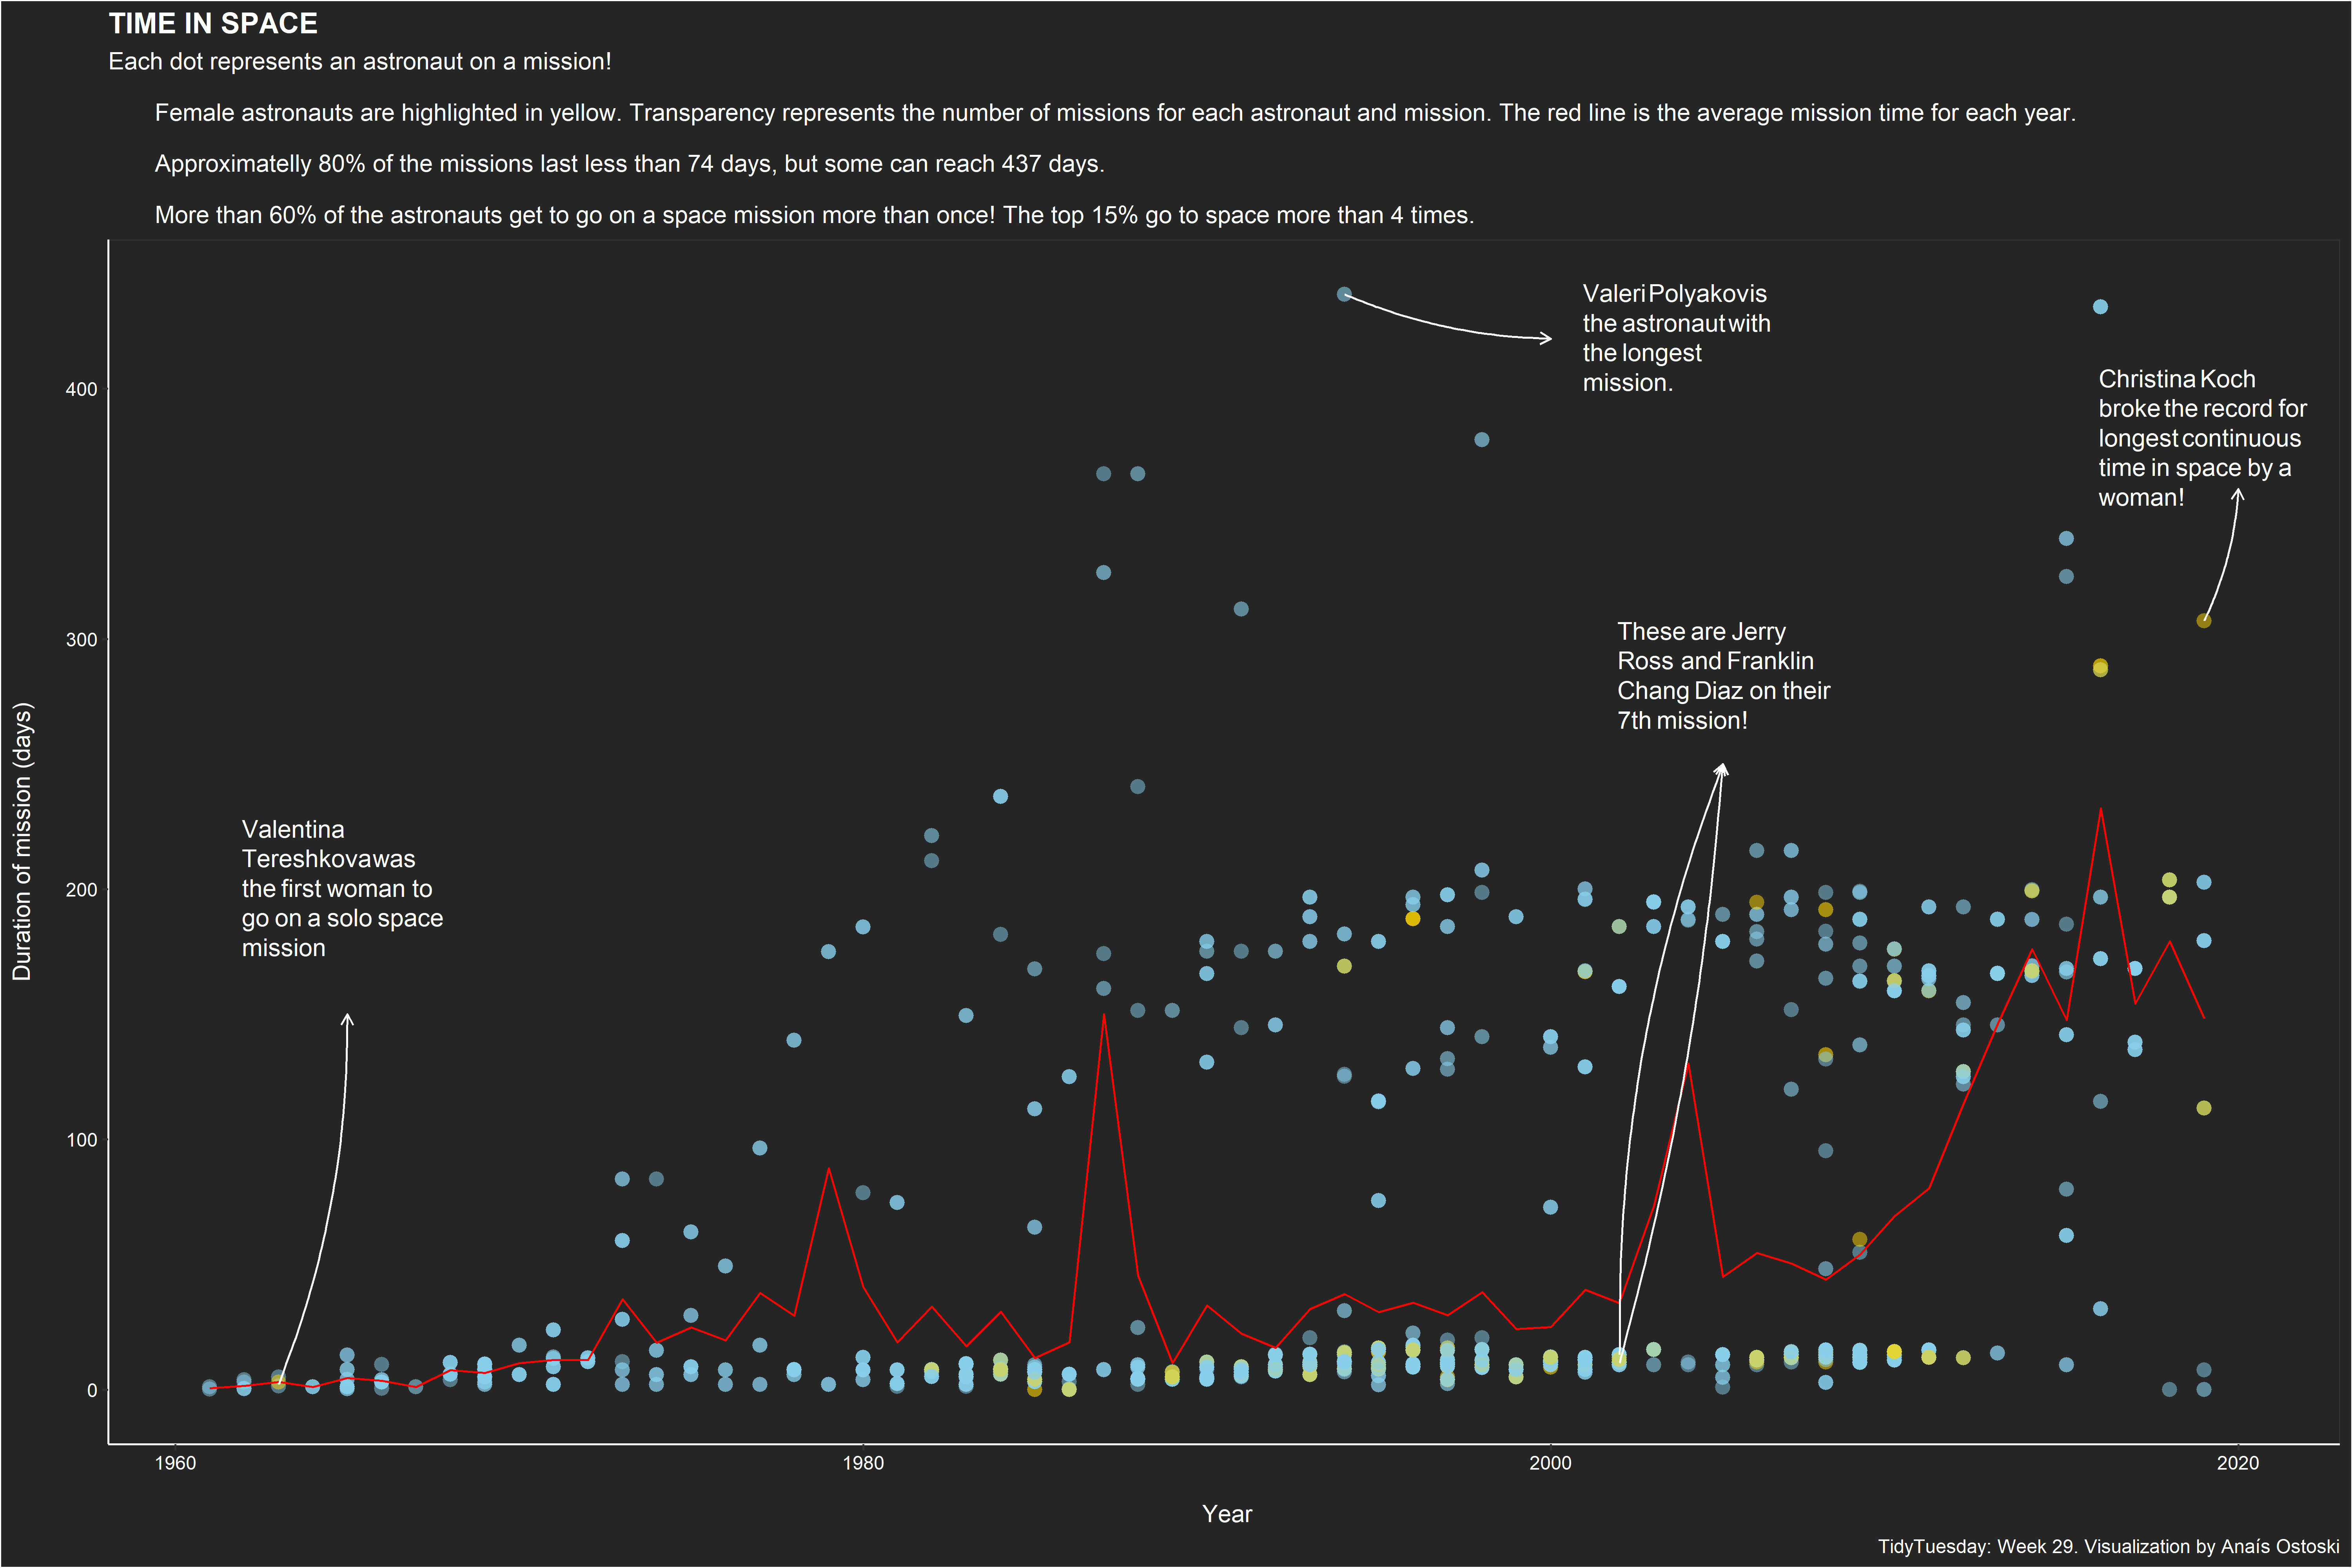 TIME IN SPACE
Each dot represents an astronaut on a mission!
Female astronauts are highlighted in yellow. Transparency represents the number of missions for each astronaut and mission. The red line is the average mission time for each year.
Approximatelly 80% of the missions last less than 74 days, but some can reach 437 days.
More than 60% of the astronauts get to go on a space mission more than once! The top 15% go to space more than 4 times.
Valeri Polyakov is
the astronaut with
the longest
mission.
Christina Koch
broke the record for
longest continuous
time in space by a
woman!
These are Jerry
Ross and Franklin
Chang Diaz on their
7th mission!
Valentina
Tereshkova was
the first woman to
go on a solo space
mission
Duration of mission (days)
400
300
200
100
0
1960
1980
2000
2020
Year
TidyTuesday: Week 29. Visualization by Anaís Ostoski